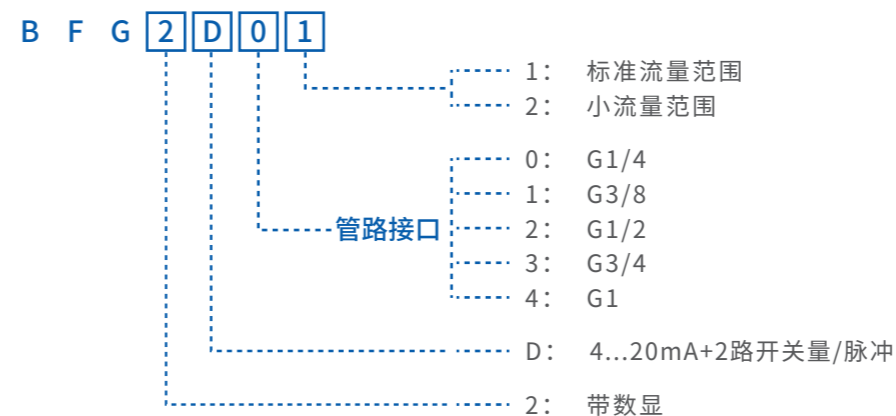 B F G 2 D 0 1
1： 标准流量范围
2： 小流量范围
0： G1/4
1： G3/8
管路接口 2： G1/2
3： G3/4
4： G1
D： 4...20mA+2路开关量/脉冲
2： 带数显